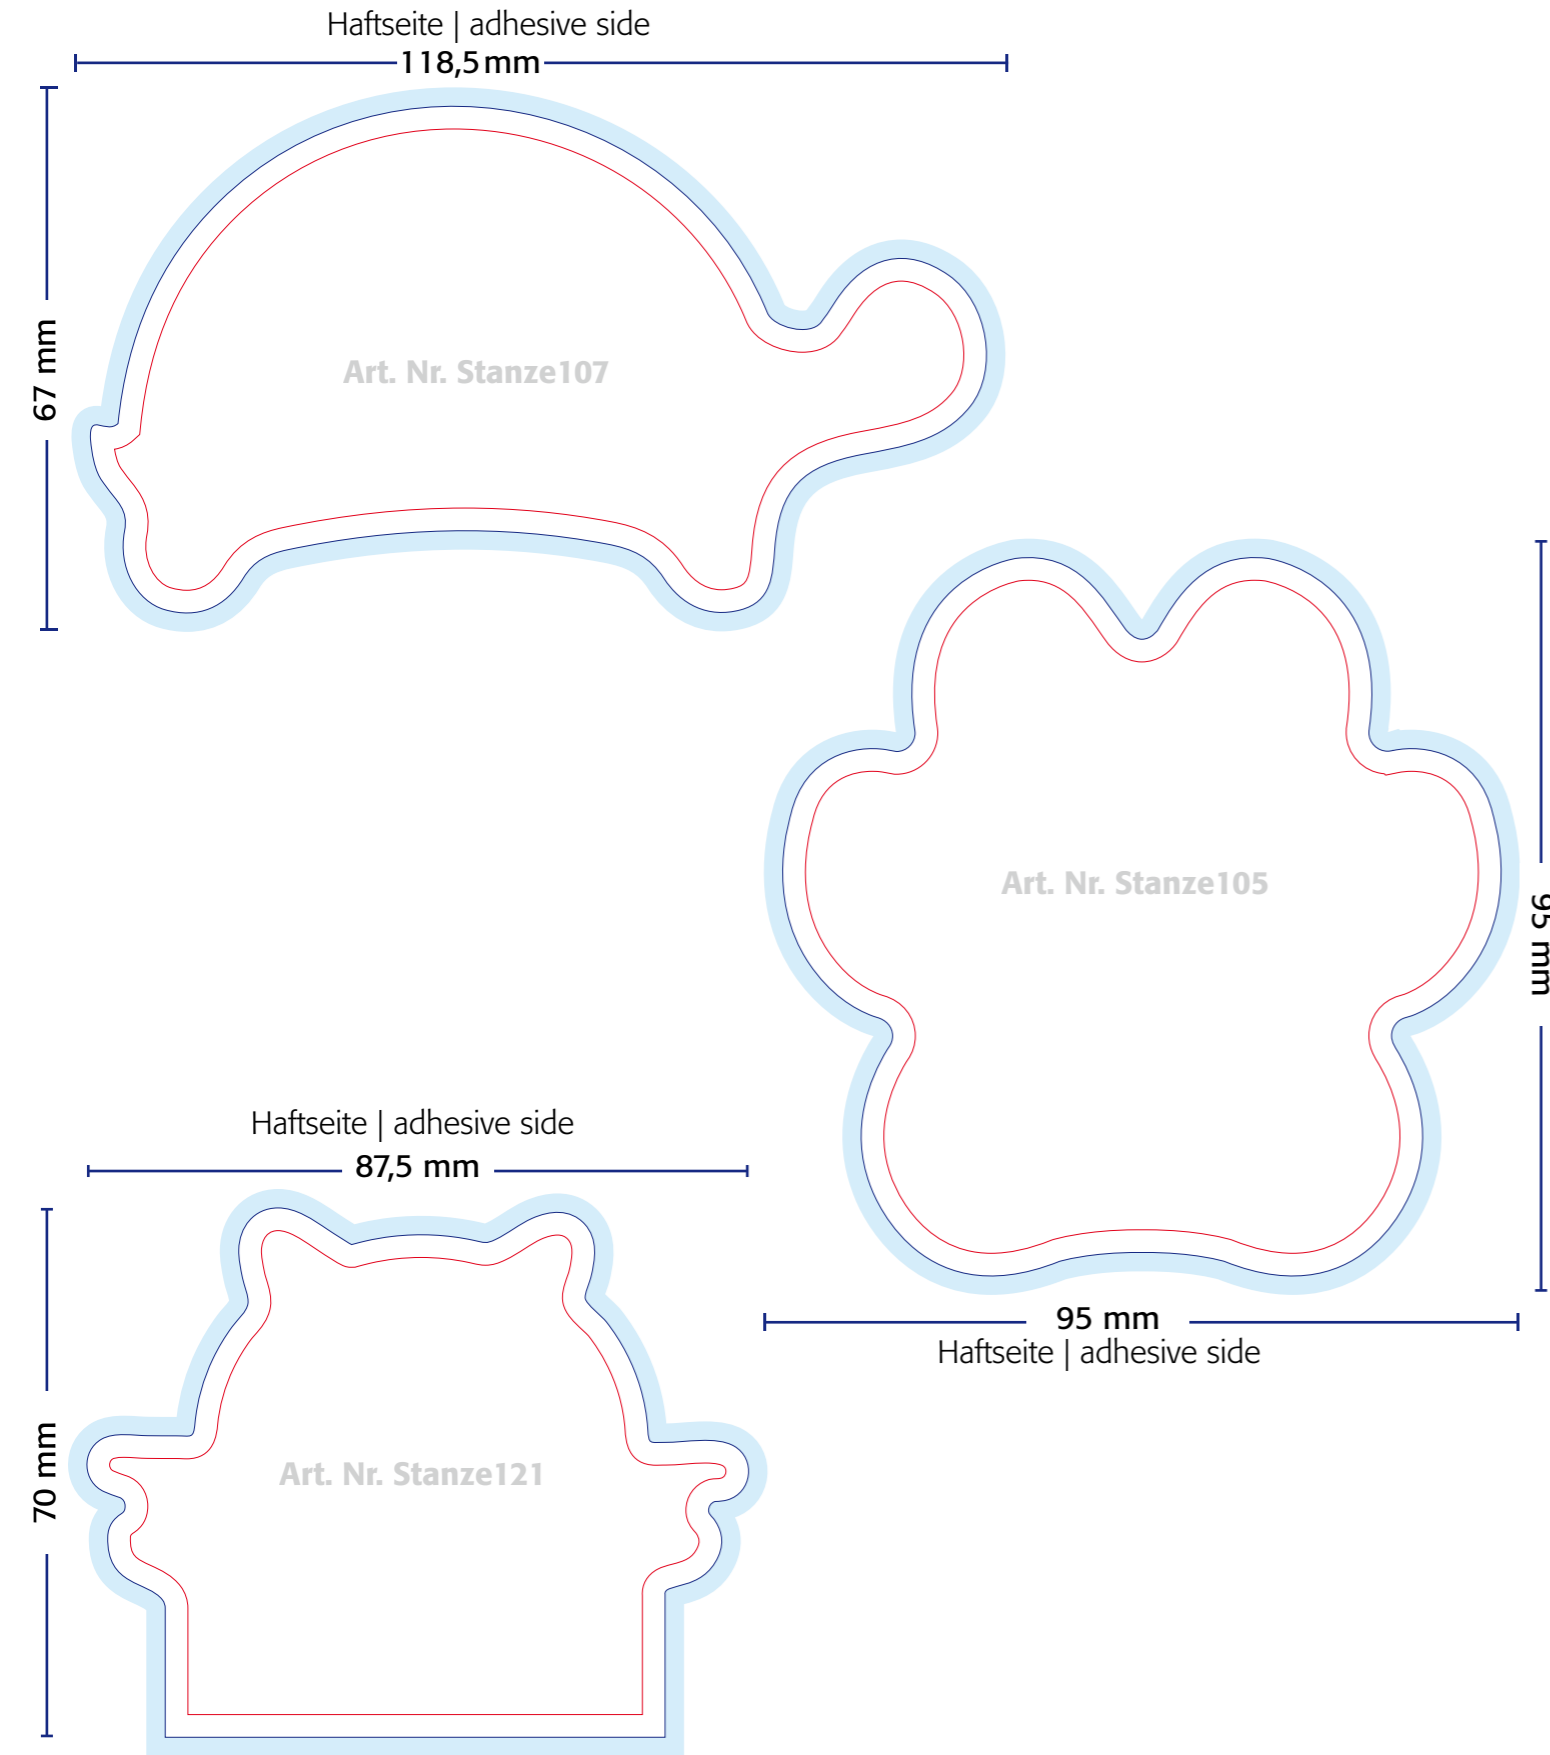 Haftseite | adhesive side
118,5 mm
67 mm
Art. Nr. Stanze107
Art. Nr. Stanze105
95 mm
95 mm
Haftseite | adhesive side
Haftseite | adhesive side
87,5 mm
70 mm
Art. Nr. Stanze121